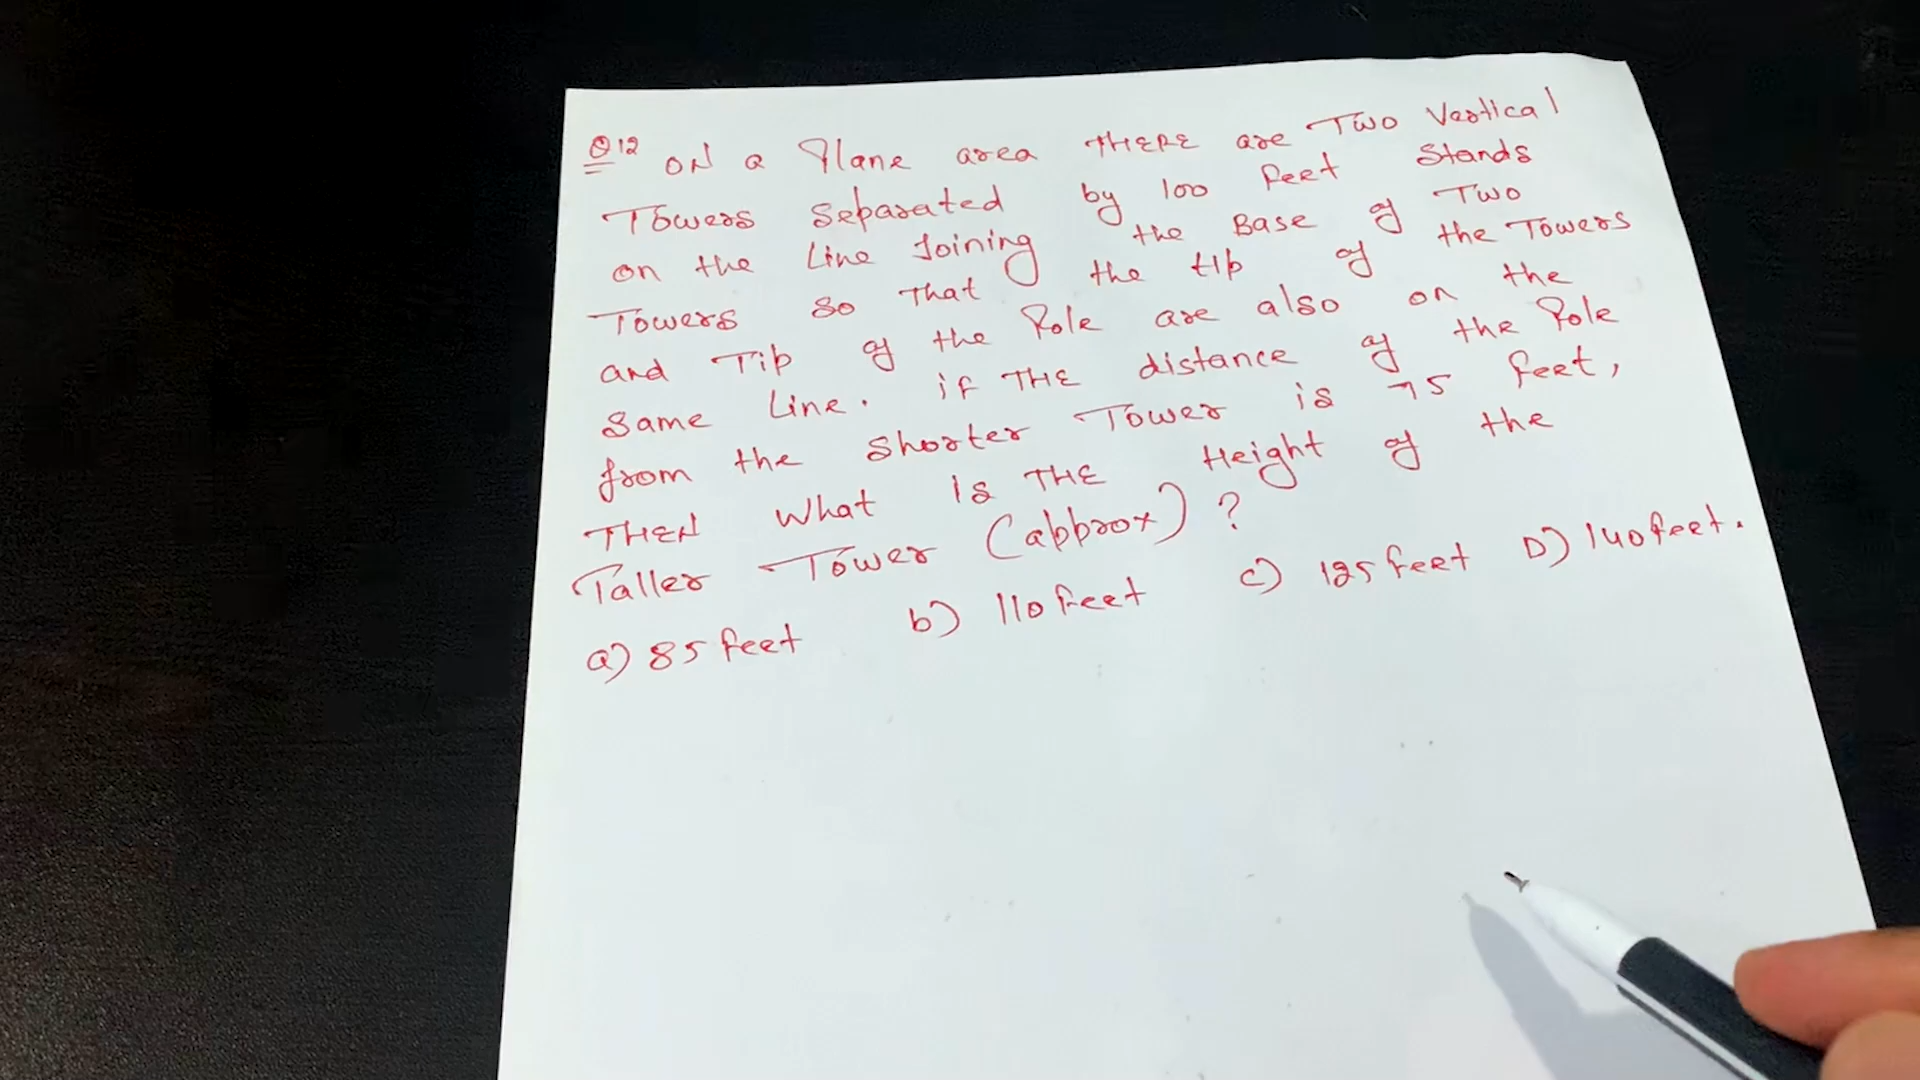 Q12 ON a Plane area THERE are Two Vertical
Towers Separated by 100 feet Stands
on the Line Joining the Base of Two
Towers so that the tip of the Towers
and Tip of the Pole are also on the
Same Line. if THE distance of the Pole
from the Shorter Tower is 75 feet,
THEN What is THE Height of the
Taller Tower (approx) ?
a) 85 feet b) 110 feet c) 125 feet D) 140 feet.